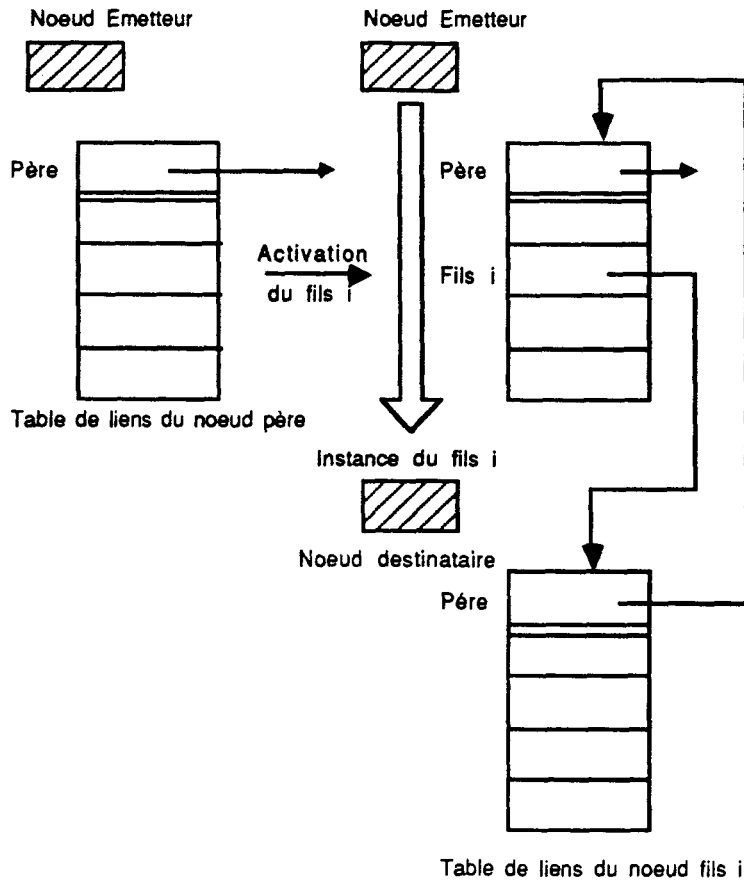 Noeud Emetteur
Noeud Emetteur
Père
Père
Activation
du fils i
Fils i
Table de liens du noeud père
Instance du fils i
Noeud destinataire
Pére
Table de liens du noeud fils i